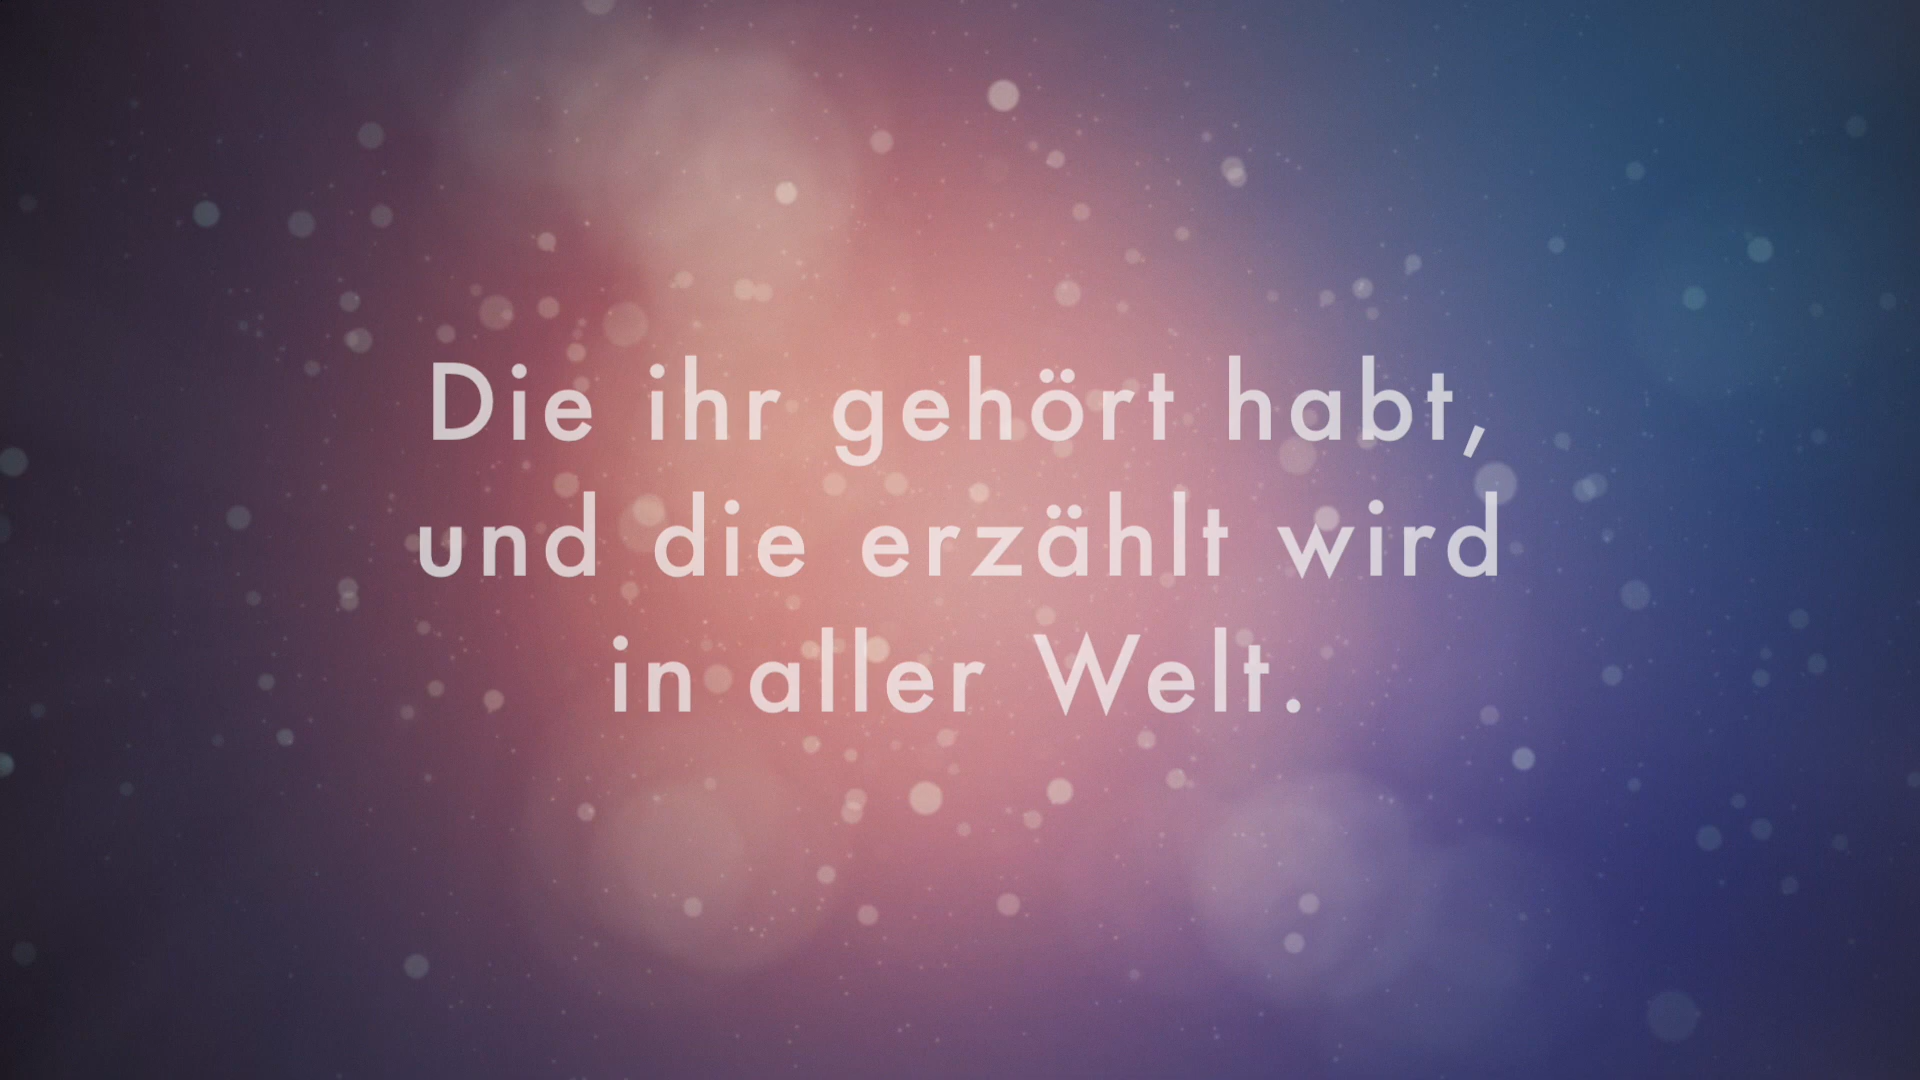 Die ihr gehört habt,
und die erzählt wird
in aller Welt.